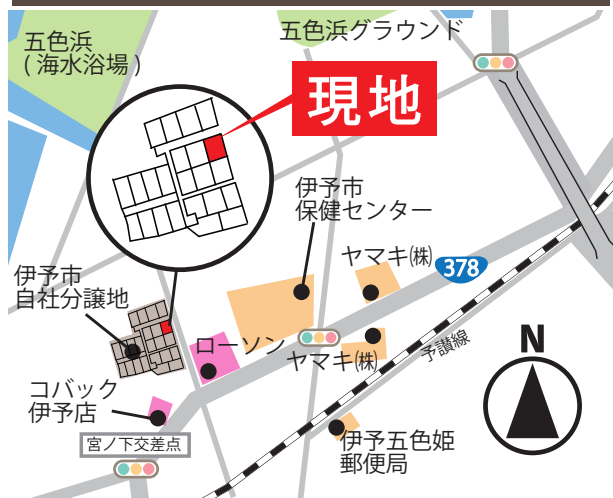 五色浜
(海水浴場)
五色浜グラウンド
現地
伊予市
保健センター
ヤマキ㈱
378
伊予市
自社分譲地
ローソン
ヤマキ㈱
予讃線
N
コバック
伊予店
宮ノ下交差点
伊予五色姫
郵便局